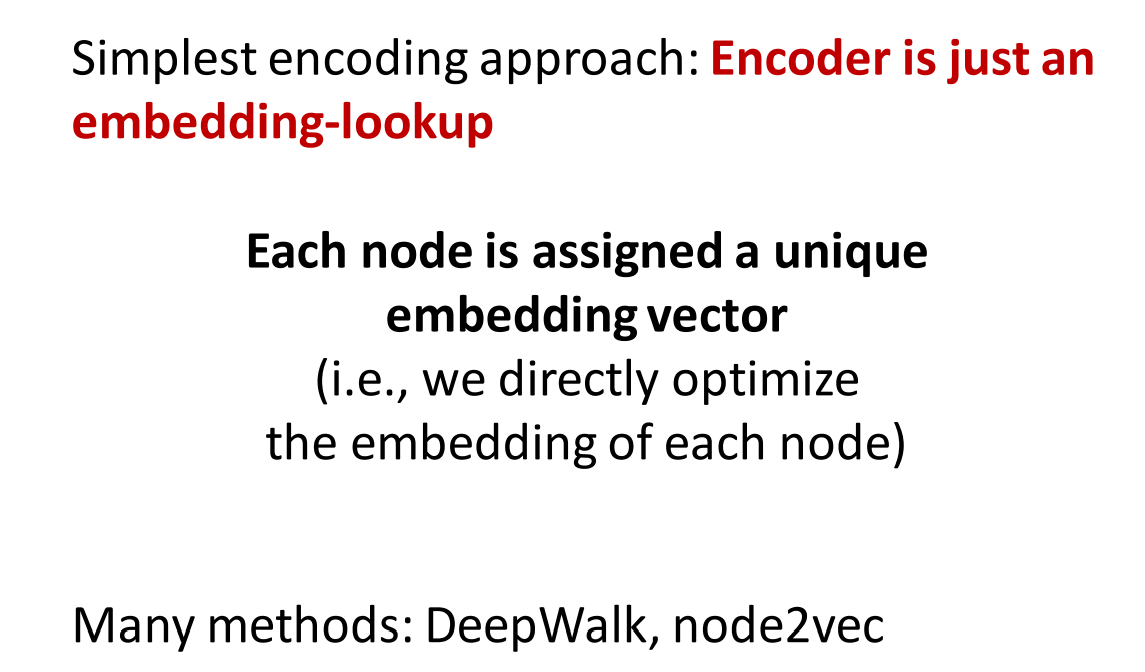 Simplest encoding approach: Encoder is just an
embedding-lookup
Each node is assigned a unique
embedding vector
(i.e., we directly optimize
the embedding of each node)
Many methods: DeepWalk, node2vec